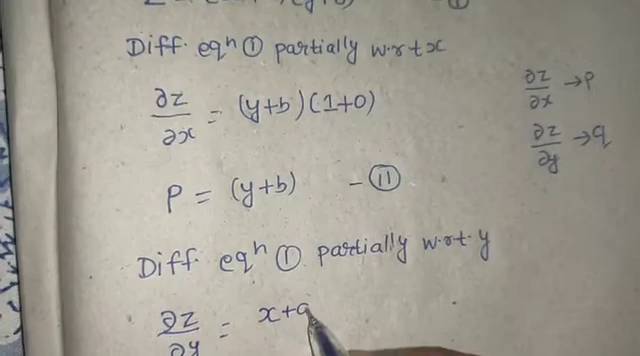 Diff. eqⁿ ① partially w.r.t x
∂z/∂x = (y+b)(1+0)
∂z/∂x → p
∂z/∂y → q
P = (y+b) - ⑪
Diff. eqⁿ ① partially w.r.t. y
∂z/∂y = x+a